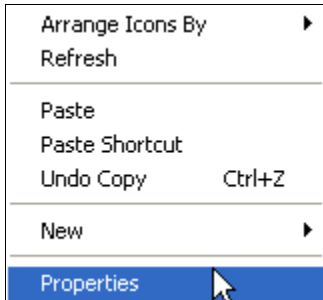 Arrange Icons By
Refresh
Paste
Paste Shortcut
Undo Copy Ctrl+Z
New
Properties